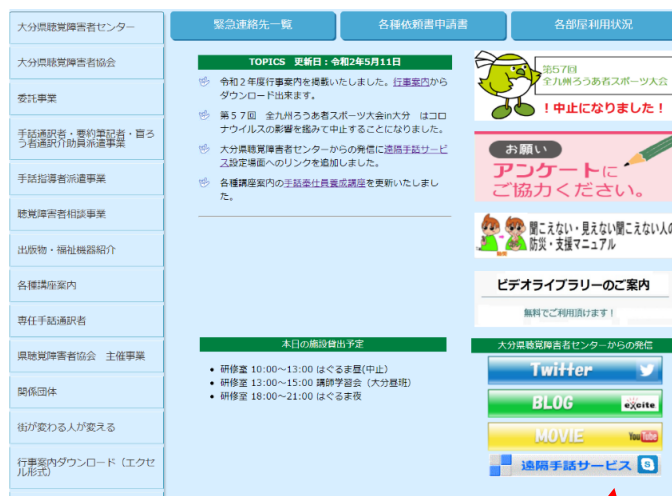 大分県聴覚障害者センター
大分県聴覚障害者協会
委託事業
手話通訳者・要約筆記者・盲ろ
う者通訳介助員派遣事業
手話指導者派遣事業
聴覚障害者相談事業
出版物・福祉機器紹介
各種講座案内
専任手話通訳者
県聴覚障害者協会　主催事業
関係団体
街が変わる人が変える
行事案内ダウンロード（エクセ
ル形式）
緊急連絡先一覧
各種依頼書申請書
各部屋利用状況
TOPICS　更新日：令和2年5月11日
令和２年度行事案内を掲載いたしました。行事案内から
ダウンロード出来ます。
第５７回　全九州ろうあ者スポーツ大会in大分　はコロ
ナウイルスの影響を鑑みて中止することになりました。
大分県聴覚障害者センターからの発信に遠隔手話サービ
ス設定場面へのリンクを追加しました。
各種講座案内の手話奉仕員養成講座を更新いたしまし
た。
本日の施設貸出予定
研修室 10:00～13:00 はぐるま昼(中止)
研修室 13:00～15:00 講師学習会（大分昼班）
研修室 18:00～21:00 はぐるま夜
第57回
全九州ろうあ者スポーツ大会
！中止になりました！
お願い
アンケートに
ご協力ください。
聞こえない・見えない聞こえない人の
防災・支援マニュアル
ビデオライブラリーのご案内
無料でご利用頂けます！
大分県聴覚障害者センターからの発信
Twitter
BLOG
excite
MOVIE
YouTube
遠隔手話サービス